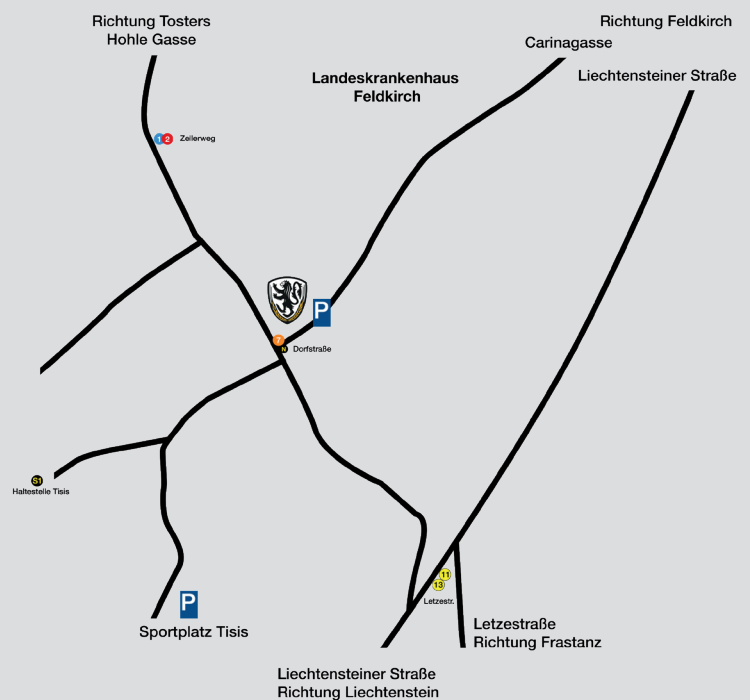 Richtung Tosters
Hohle Gasse
Richtung Feldkirch
Carinagasse
Liechtensteiner Straße
Landeskrankenhaus
Feldkirch
1 2 Zeilerweg
P
7
N Dorfstraße
S1
Haltestelle Tisis
11
13
Letzestr.
P
Sportplatz Tisis
Letzestraße
Richtung Frastanz
Liechtensteiner Straße
Richtung Liechtenstein